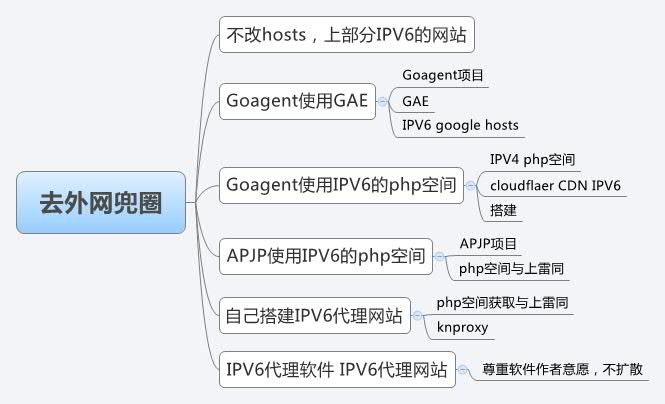 不改hosts，上部分IPV6的网站
Goagent使用GAE
Goagent项目
GAE
IPV6 google hosts
去外网兜圈
Goagent使用IPV6的php空间
IPV4 php空间
cloudflaer CDN IPV6
搭建
APJP使用IPV6的php空间
APJP项目
php空间与上雷同
自己搭建IPV6代理网站
php空间获取与上雷同
knproxy
IPV6代理软件 IPV6代理网站
尊重软件作者意愿，不扩散